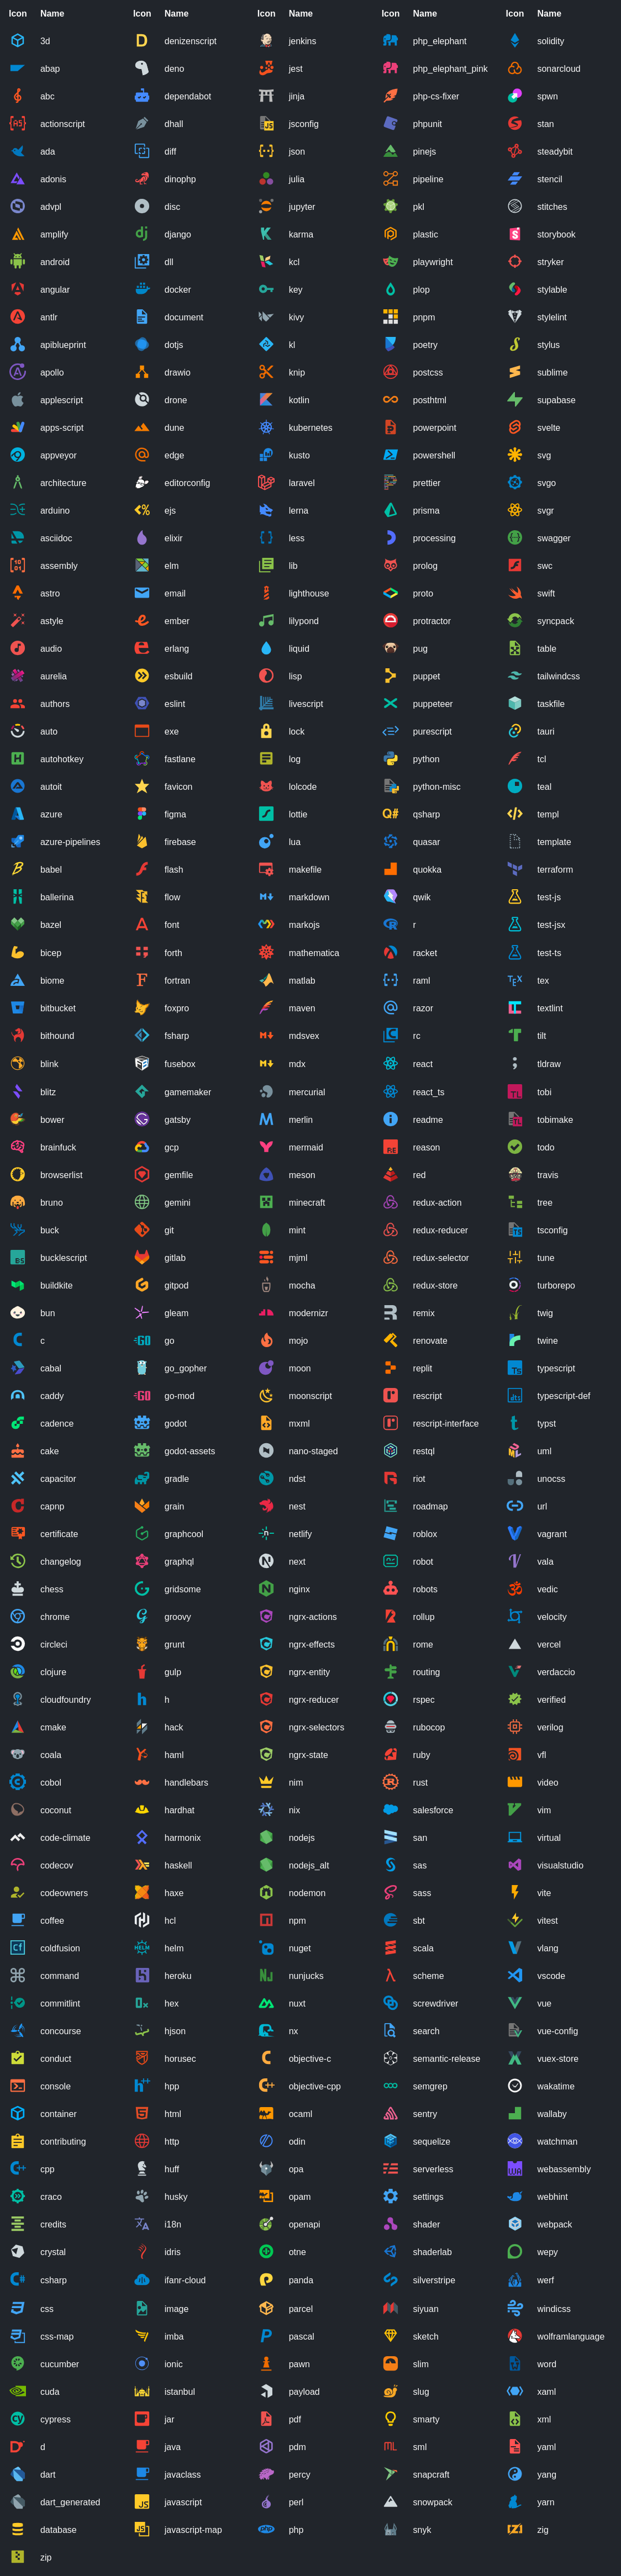 Icon Name Icon Name Icon Name Icon Name Icon Name
3d denizenscript jenkins php_elephant solidity
abap deno jest php_elephant_pink sonarcloud
abc dependabot jinja php-cs-fixer spwn
actionscript dhall jsconfig phpunit stan
ada diff json pinejs steadybit
adonis dinophp julia pipeline stencil
advpl disc jupyter pkl stitches
amplify django karma plastic storybook
android dll kcl playwright stryker
angular docker key plop stylable
antlr document kivy pnpm stylelint
apiblueprint dotjs kl poetry stylus
apollo drawio knip postcss sublime
applescript drone kotlin posthtml supabase
apps-script dune kubernetes powerpoint svelte
appveyor edge kusto powershell svg
architecture editorconfig laravel prettier svgo
arduino ejs lerna prisma svgr
asciidoc elixir less processing swagger
assembly elm lib prolog swc
astro email lighthouse proto swift
astyle ember lilypond protractor syncpack
audio erlang liquid pug table
aurelia esbuild lisp puppet tailwindcss
authors eslint livescript puppeteer taskfile
auto exe lock purescript tauri
autohotkey fastlane log python tcl
autoit favicon lolcode python-misc teal
azure figma lottie qsharp templ
azure-pipelines firebase lua quasar template
babel flash makefile quokka terraform
ballerina flow markdown qwik test-js
bazel font markojs r test-jsx
bicep forth mathematica racket test-ts
biome fortran matlab raml tex
bitbucket foxpro maven razor textlint
bithound fsharp mdsvex rc tilt
blink fusebox mdx react tldraw
blitz gamemaker mercurial react_ts tobi
bower gatsby merlin readme tobimake
brainfuck gcp mermaid reason todo
browserlist gemfile meson red travis
bruno gemini minecraft redux-action tree
buck git mint redux-reducer tsconfig
bucklescript gitlab mjml redux-selector tune
buildkite gitpod mocha redux-store turborepo
bun gleam modernizr remix twig
c go mojo renovate twine
cabal go_gopher moon replit typescript
caddy go-mod moonscript rescript typescript-def
cadence godot mxml rescript-interface typst
cake godot-assets nano-staged restql uml
capacitor gradle ndst riot unocss
capnp grain nest roadmap url
certificate graphcool netlify roblox vagrant
changelog graphql next robot vala
chess gridsome nginx robots vedic
chrome groovy ngrx-actions rollup velocity
circleci grunt ngrx-effects rome vercel
clojure gulp ngrx-entity routing verdaccio
cloudfoundry h ngrx-reducer rspec verified
cmake hack ngrx-selectors rubocop verilog
coala haml ngrx-state ruby vfl
cobol handlebars nim rust video
coconut hardhat nix salesforce vim
code-climate harmonix nodejs san virtual
codecov haskell nodejs_alt sas visualstudio
codeowners haxe nodemon sass vite
coffee hcl npm sbt vitest
coldfusion helm nuget scala vlang
command heroku nunjucks scheme vscode
commitlint hex nuxt screwdriver vue
concourse hjson nx search vue-config
conduct horusec objective-c semantic-release vuex-store
console hpp objective-cpp semgrep wakatime
container html ocaml sentry wallaby
contributing http odin sequelize watchman
cpp huff opa serverless webassembly
craco husky opam settings webhint
credits i18n openapi shader webpack
crystal idris otne shaderlab wepy
csharp ifanr-cloud panda silverstripe werf
css image parcel siyuan windicss
css-map imba pascal sketch wolframlanguage
cucumber ionic pawn slim word
cuda istanbul payload slug xaml
cypress jar pdf smarty xml
d java pdm sml yaml
dart javaclass percy snapcraft yang
dart_generated javascript perl snowpack yarn
database javascript-map php snyk zig
zip